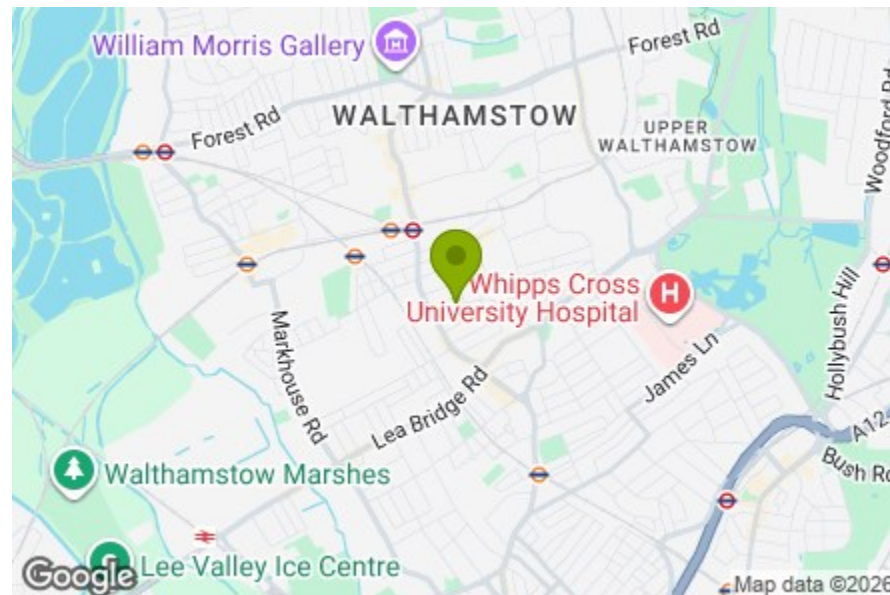 William Morris Gallery
Forest Rd
WALTHAMSTOW
Forest Rd
UPPER
WALTHAMSTOW
Woodford Rd
Whipps Cross
University Hospital
H
Hollybush Hill
Markhouse Rd
James Ln
Lea Bridge Rd
A12
Bush Rd
Walthamstow Marshes
Lee Valley Ice Centre
Google
Map data ©2026